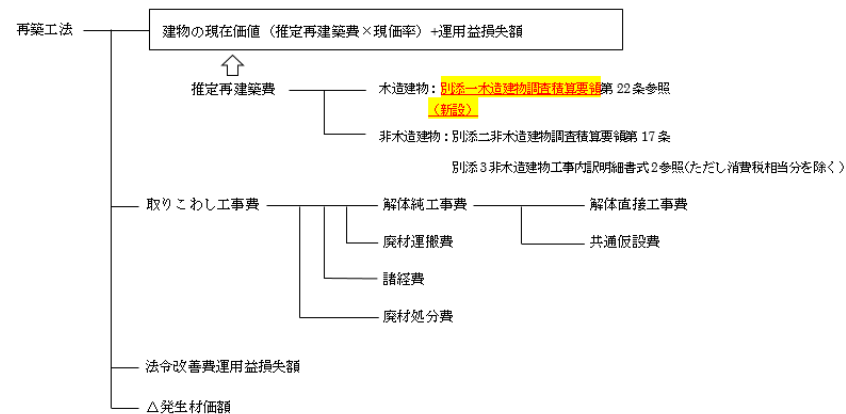 再築工法
建物の現在価値（推定再建築費×現価率）+運用益損失額
推定再建築費
木造建物：別添一木造建物調査積算要領第22条参照
（新設）
非木造建物：別添二非木造建物調査積算要領第17条
別添3非木造建物工事内訳明細書式2参照(ただし消費税相当分を除く)
取りこわし工事費
解体純工事費
解体直接工事費
廃材運搬費
共通仮設費
諸経費
廃材処分費
法令改善費運用益損失額
△発生材価額